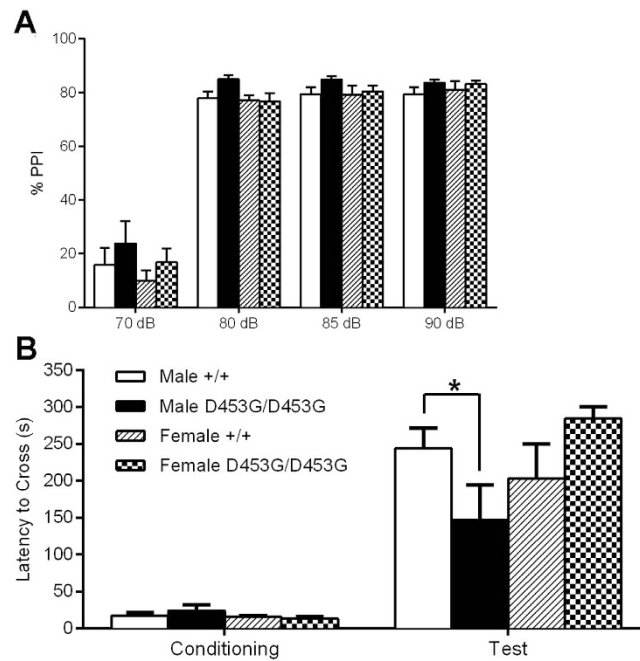 A
100
80
60
40
20
0
% PPI
70 dB 80 dB 85 dB 90 dB
B
350
300
250
200
150
100
50
0
Latency to Cross (s)
Male +/+
Male D453G/D453G
Female +/+
Female D453G/D453G
*
Conditioning Test